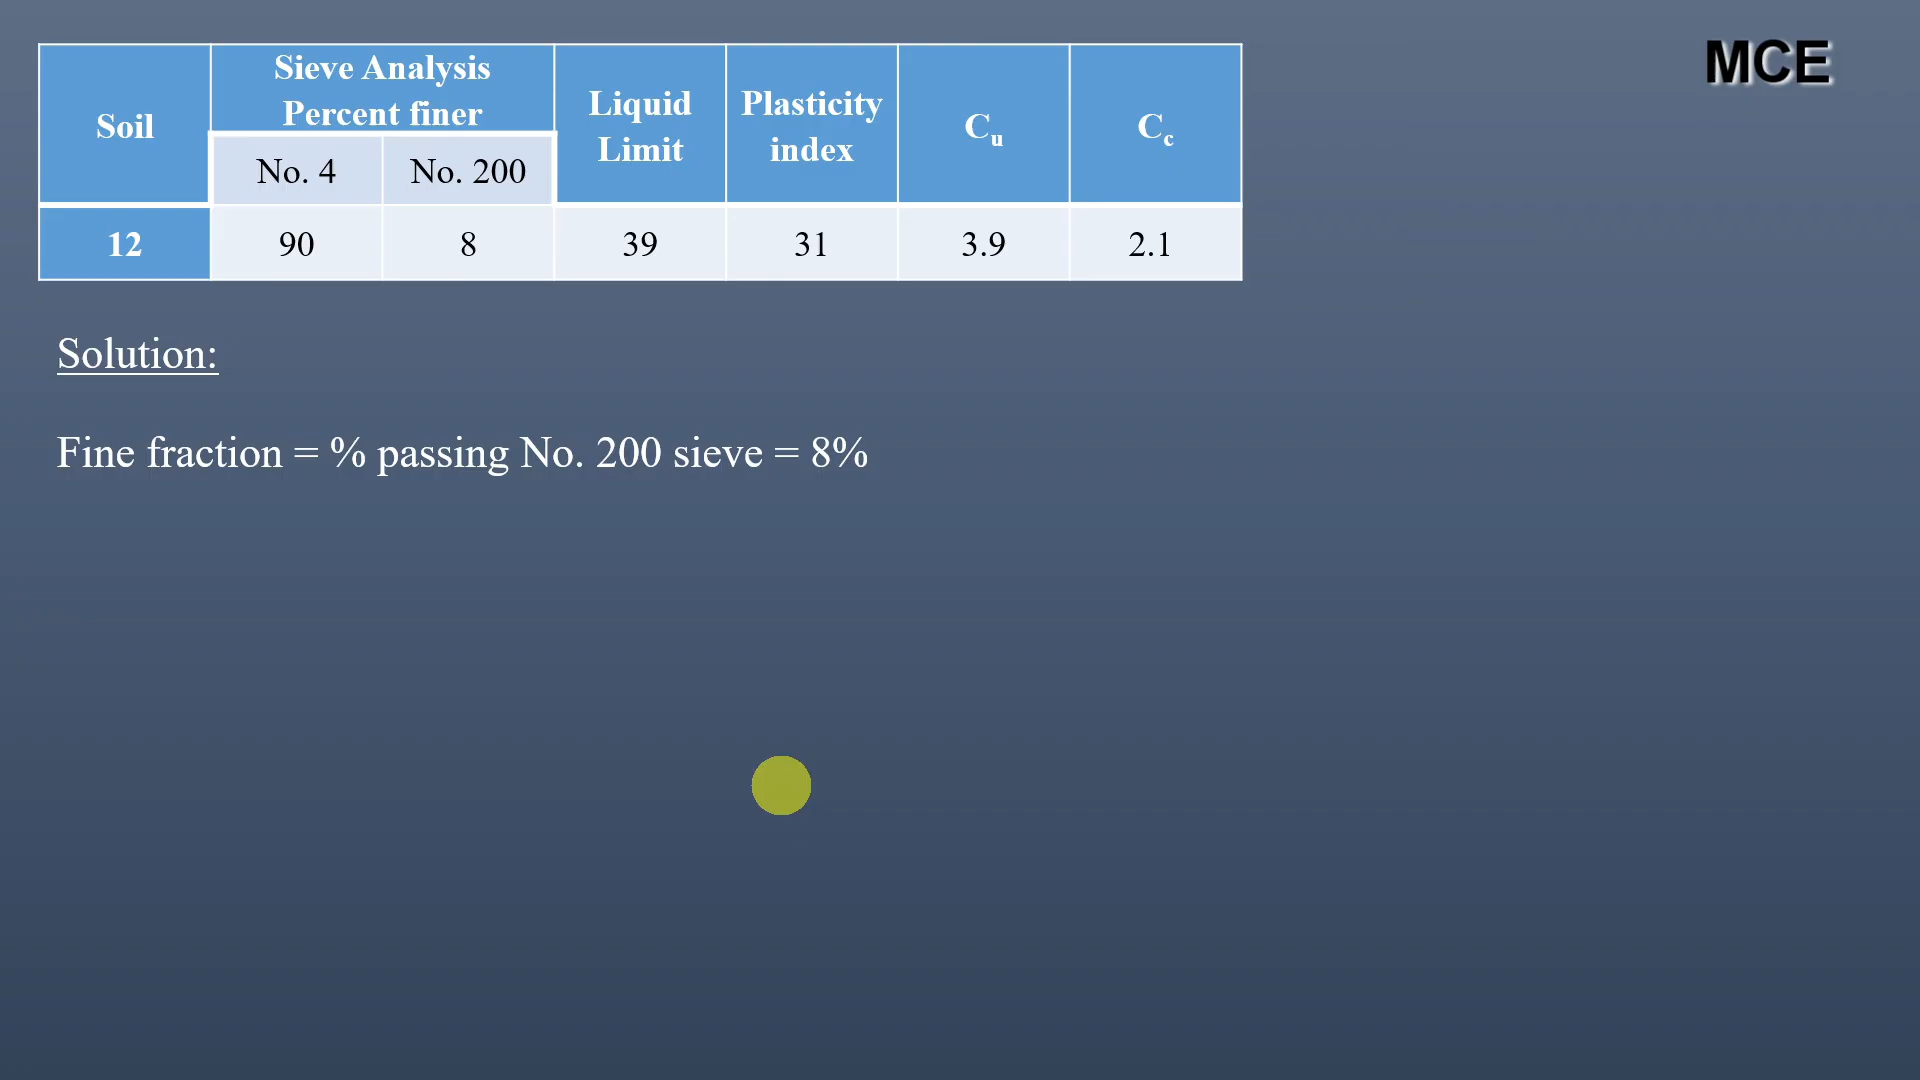 MCE
Soil
Sieve Analysis
Percent finer
No. 4 No. 200
Liquid
Limit
Plasticity
index
Cu
Cc
12 90 8 39 31 3.9 2.1
Solution:
Fine fraction = % passing No. 200 sieve = 8%